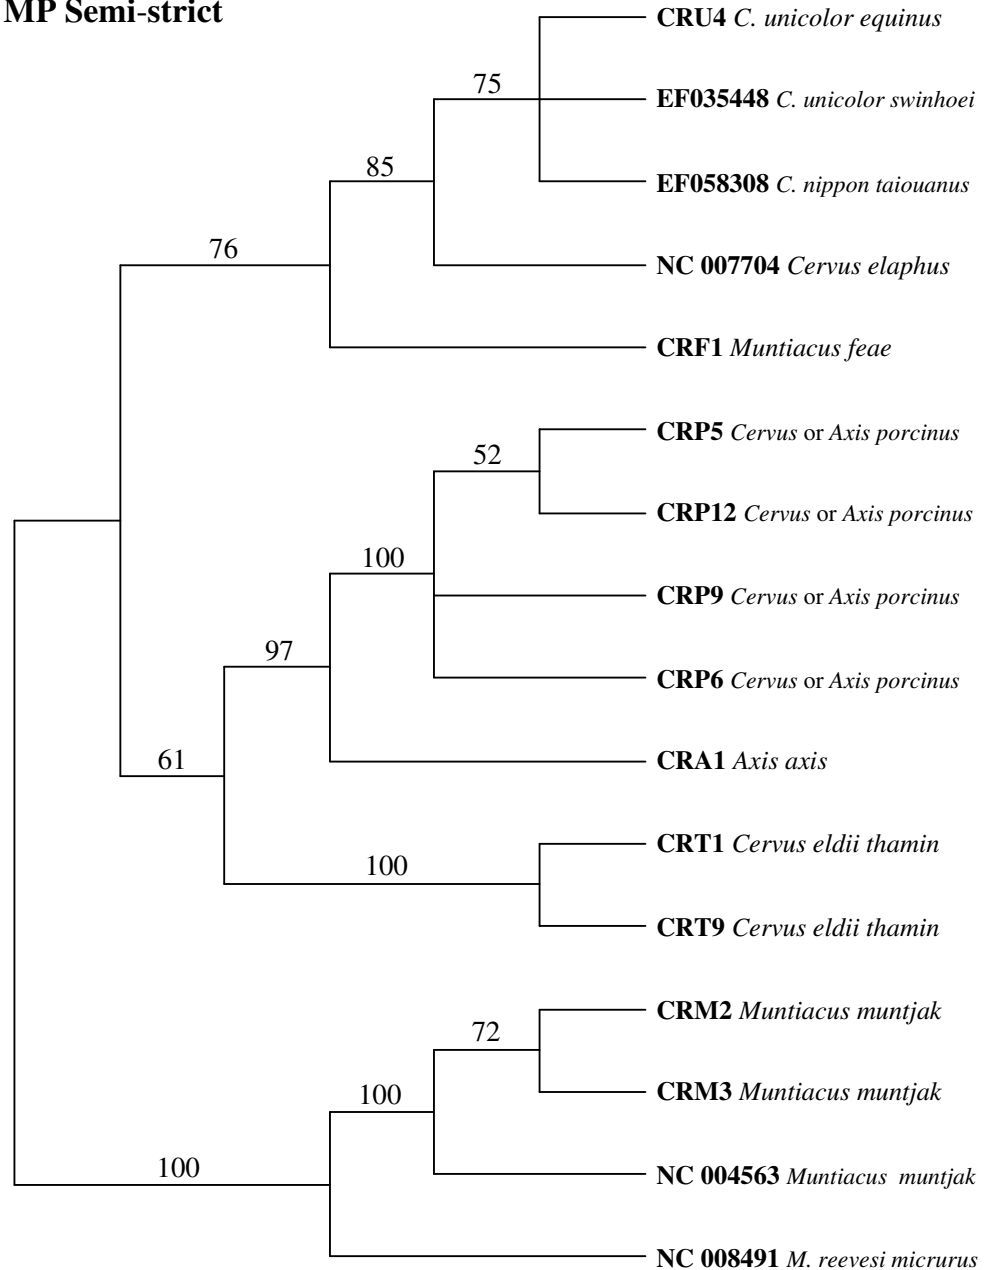 MP Semi-strict
CRU4 C. unicolor equinus
75
EF035448 C. unicolor swinhoei
85
EF058308 C. nippon taiouanus
76
NC 007704 Cervus elaphus
CRF1 Muntiacus feae
CRP5 Cervus or Axis porcinus
52
CRP12 Cervus or Axis porcinus
100
CRP9 Cervus or Axis porcinus
97
CRP6 Cervus or Axis porcinus
61
CRA1 Axis axis
CRT1 Cervus eldii thamin
100
CRT9 Cervus eldii thamin
CRM2 Muntiacus muntjak
72
CRM3 Muntiacus muntjak
100
NC 004563 Muntiacus muntjak
100
NC 008491 M. reevesi micrurus